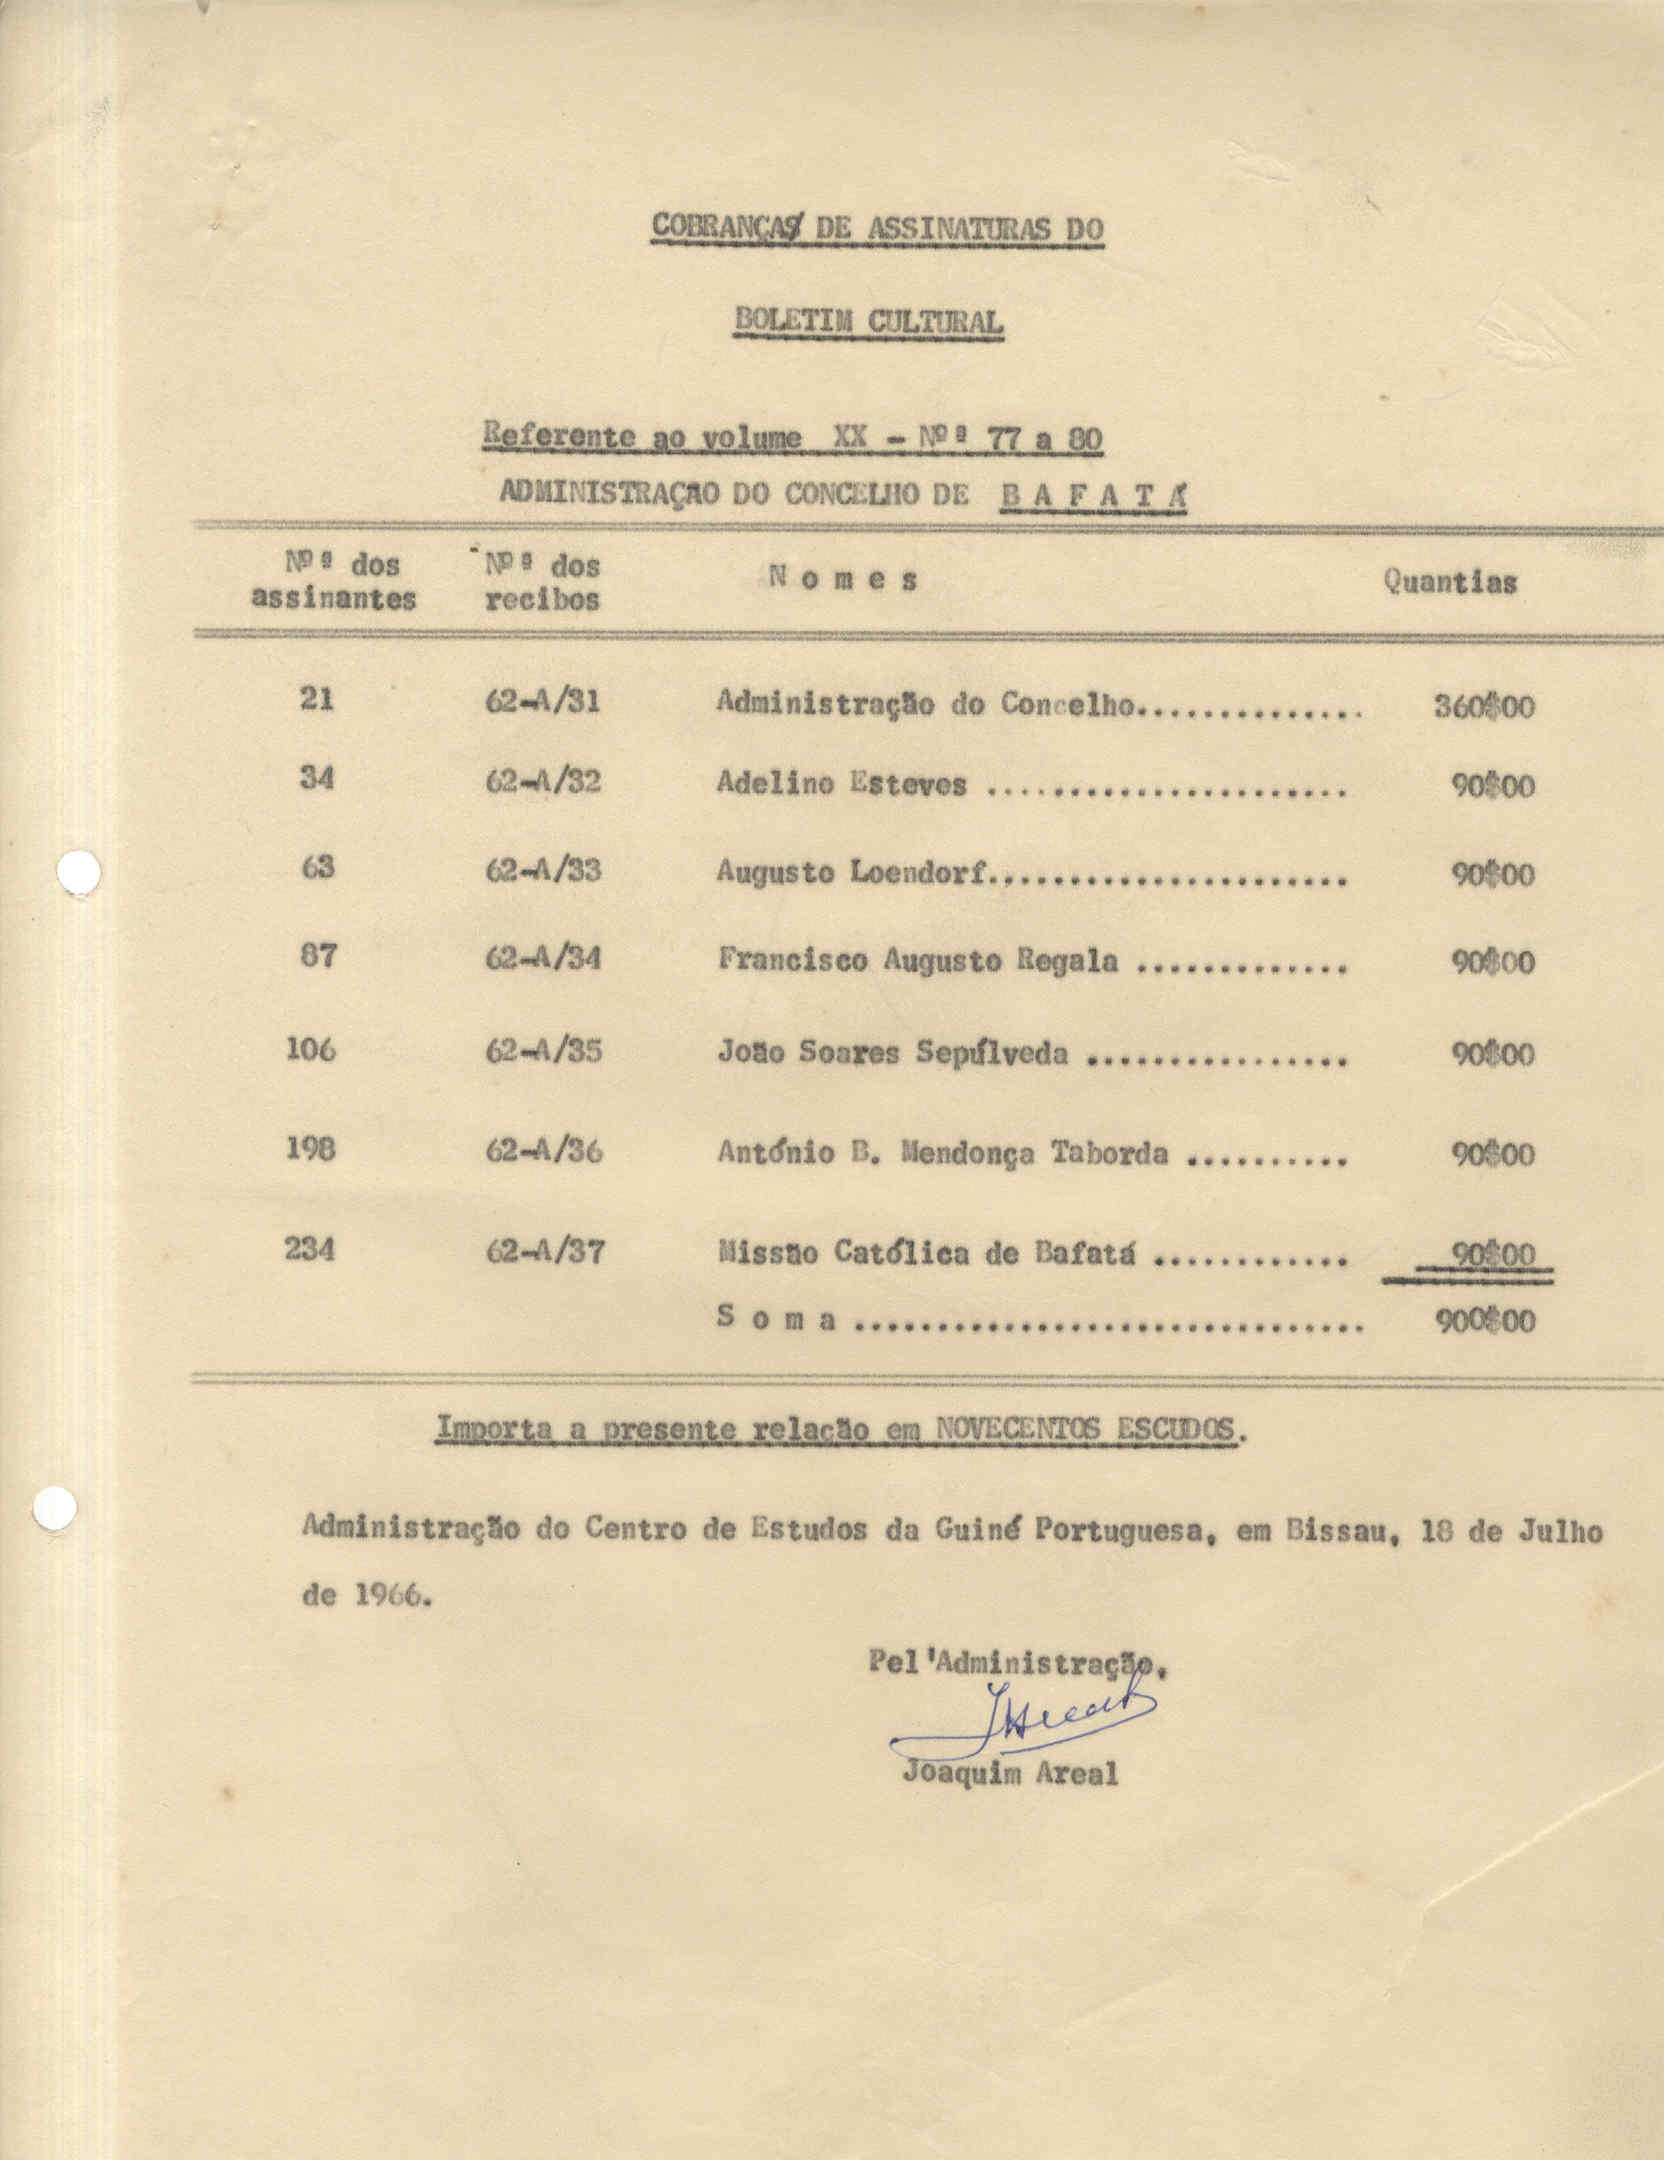 COBRANÇAS DE ASSINATURAS DO
BOLETIM CULTURAL
Referente ao volume XX - Nºs 77 a 80
ADMINISTRAÇÃO DO CONCELHO DE B A F A T Á
Nºs dos assinantes Nºs dos recibos N o m e s Quantias
21 62-A/31 Administração do Concelho.............. 360$00
34 62-A/32 Adelino Esteves ...................... 90$00
63 62-A/33 Augusto Loendorf...................... 90$00
87 62-A/34 Francisco Augusto Regala ............. 90$00
106 62-A/35 João Soares Sepúlveda ................ 90$00
198 62-A/36 António B. Mendonça Taborda .......... 90$00
234 62-A/37 Missão Católica de Bafatá ............ 90$00
S o m a ............................... 900$00
Importa a presente relação em NOVECENTOS ESCUDOS.
Administração do Centro de Estudos da Guiné Portuguesa, em Bissau, 18 de Julho
de 1966.
Pel'Administração,
JAreal
Joaquim Areal